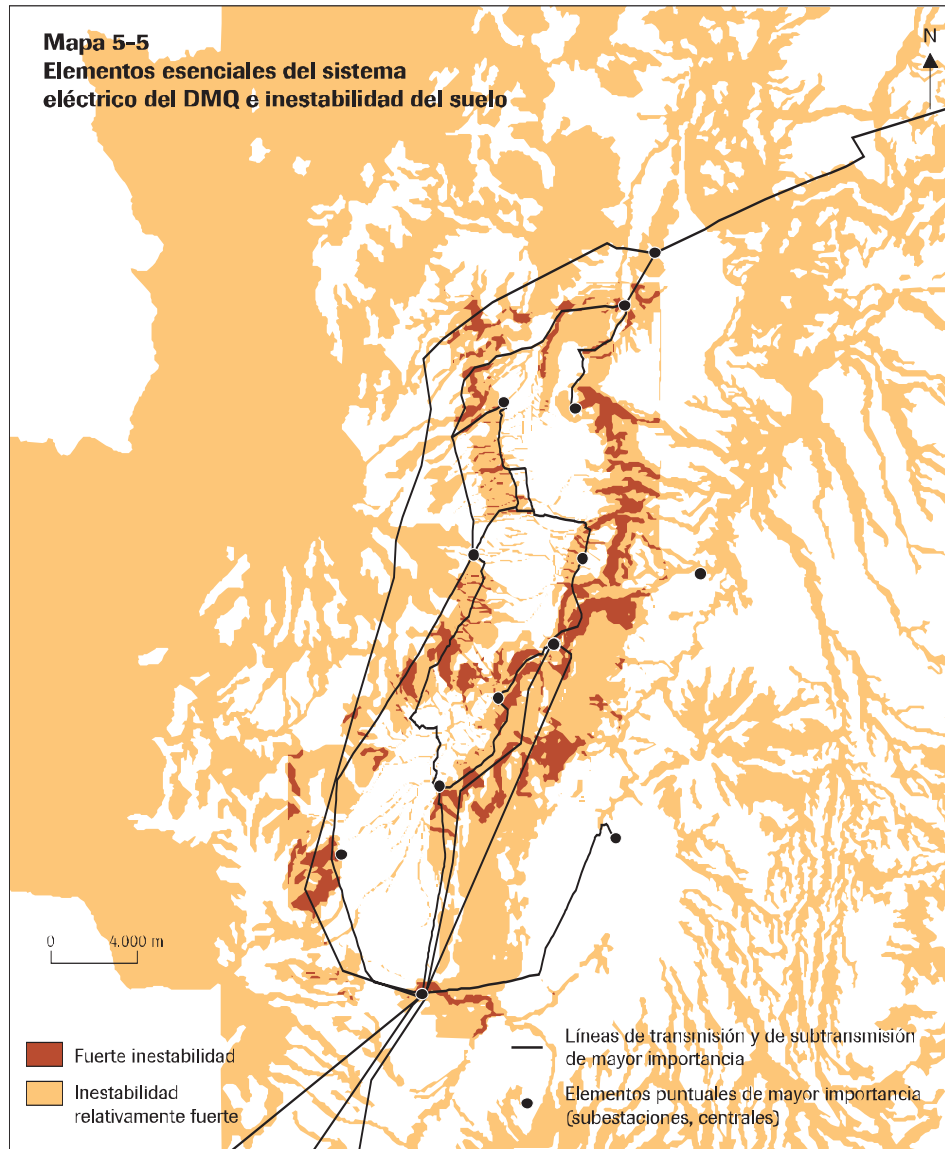 Mapa 5-5
Elementos esenciales del sistema
eléctrico del DMQ e inestabilidad del suelo
N
0 4.000 m
Fuerte inestabilidad
Inestabilidad
relativamente fuerte
Líneas de transmisión y de subtransmisión
de mayor importancia
Elementos puntuales de mayor importancia
(subestaciones, centrales)